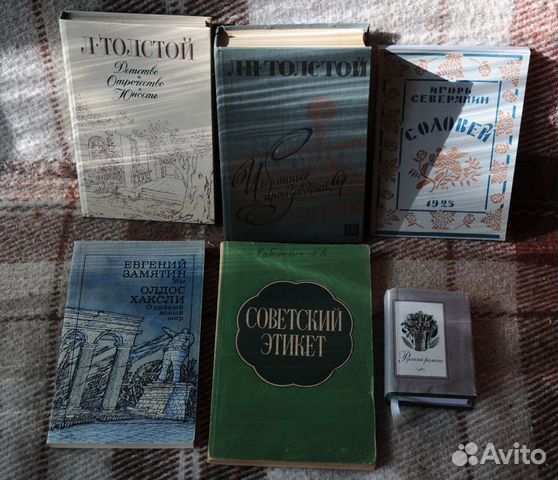 Л·ТОЛСТОЙ
Детство
Отрочество
Юность
Л·Н·ТОЛСТОЙ
Избранные
произведения
ИГОРЬ
СЕВЕРЯНИН
СОЛОВЕЙ
1925
ЕВГЕНИЙ
ЗАМЯТИН
Мы
ОЛДОС
ХАКСЛИ
О дивный
новый
мир
СОВЕТСКИЙ
ЭТИКЕТ
Русский романс
Avito